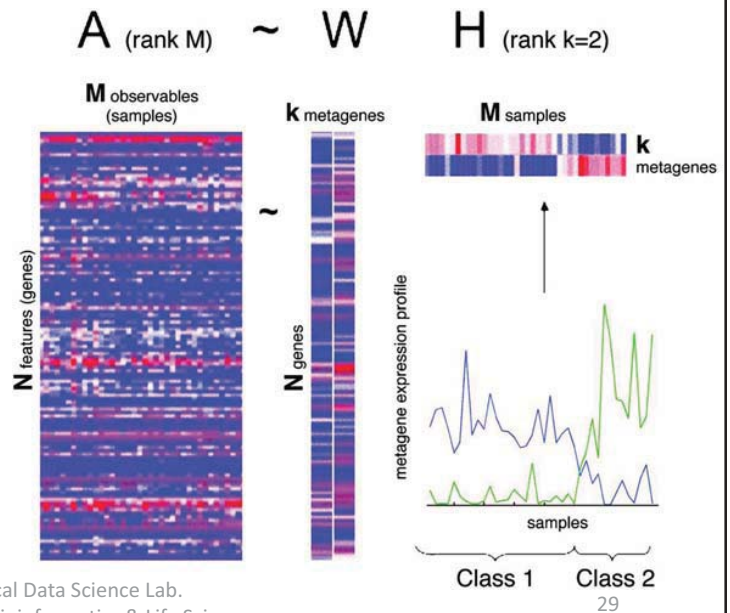 A (rank M) ~ W H (rank k=2)
M observables
(samples)
k metagenes
M samples
k
metagenes
~
N features (genes)
N genes
metagene expression profile
samples
Class 1 Class 2
cal Data Science Lab.
29